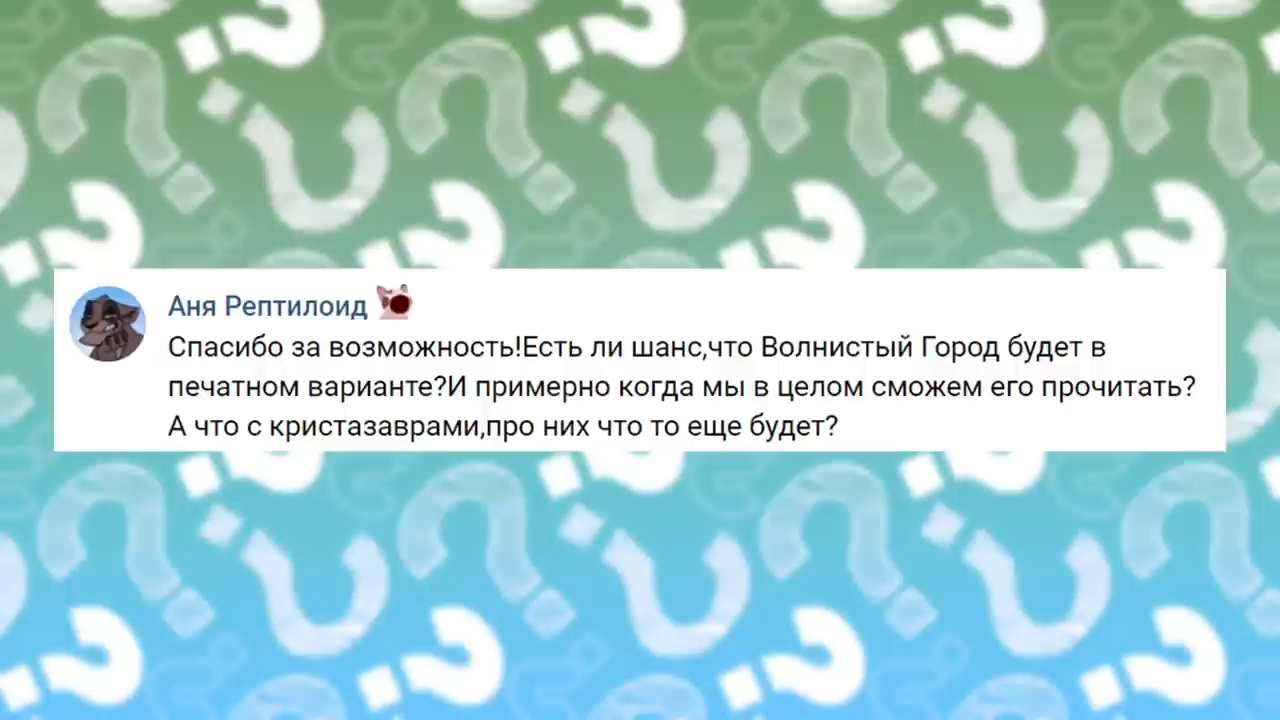 Аня Рептилоид
Спасибо за возможность!Есть ли шанс,что Волнистый Город будет в
печатном варианте?И примерно когда мы в целом сможем его прочитать?
А что с кристазаврами,про них что то еще будет?